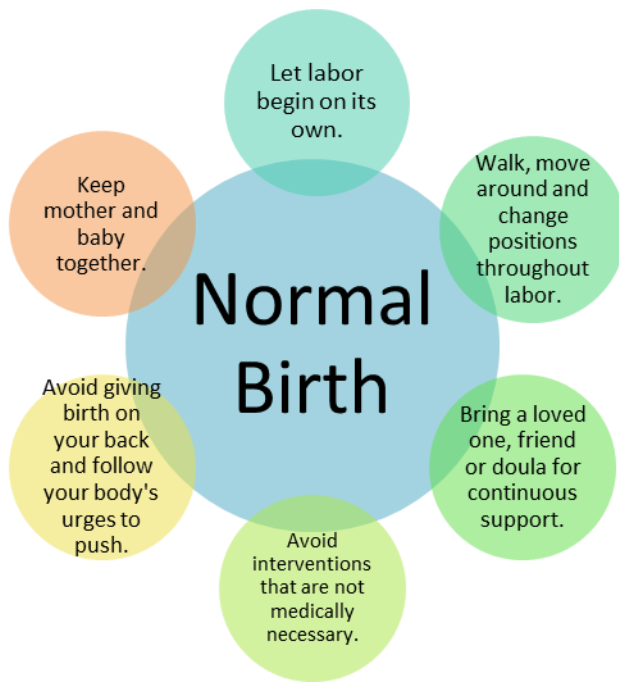 Let labor
begin on its
own.
Walk, move
around and
change
positions
throughout
labor.
Bring a loved
one, friend
or doula for
continuous
support.
Avoid
interventions
that are not
medically
necessary.
Avoid giving
birth on
your back
and follow
your body's
urges to
push.
Keep
mother and
baby
together.
Normal
Birth